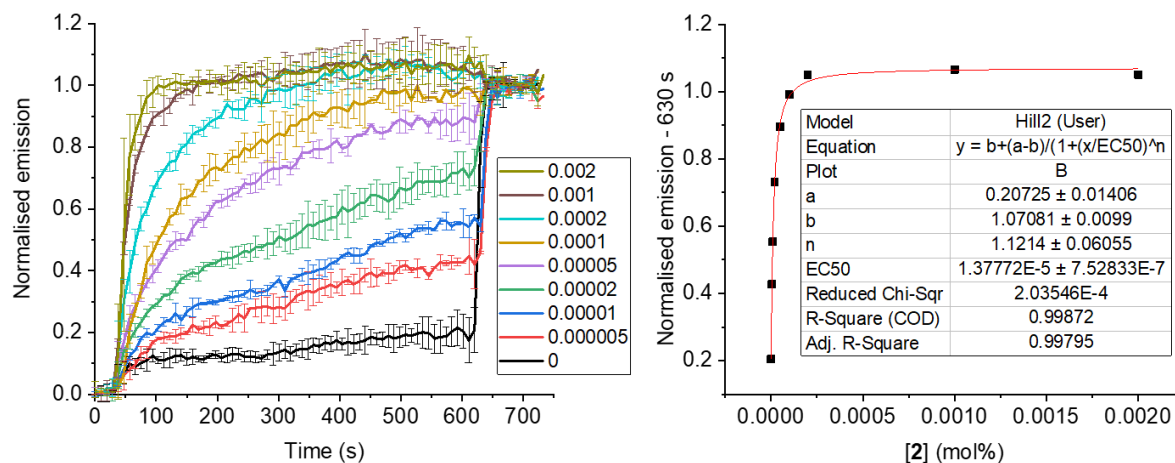 1.2
1.0
0.8
0.6
0.4
0.2
0.0
Normalised emission
0 100 200 300 400 500 600 700
Time (s)
0.002
0.001
0.0002
0.0001
0.00005
0.00002
0.00001
0.000005
0
1.2
1.0
0.8
0.6
0.4
0.2
Normalised emission - 630 s
0.0000 0.0005 0.0010 0.0015 0.0020
[2] (mol%)
Model Hill2 (User)
Equation y = b+(a-b)/(1+(x/EC50)^n
Plot B
a 0.20725 ± 0.01406
b 1.07081 ± 0.0099
n 1.1214 ± 0.06055
EC50 1.37772E-5 ± 7.52833E-7
Reduced Chi-Sqr 2.03546E-4
R-Square (COD) 0.99872
Adj. R-Square 0.99795